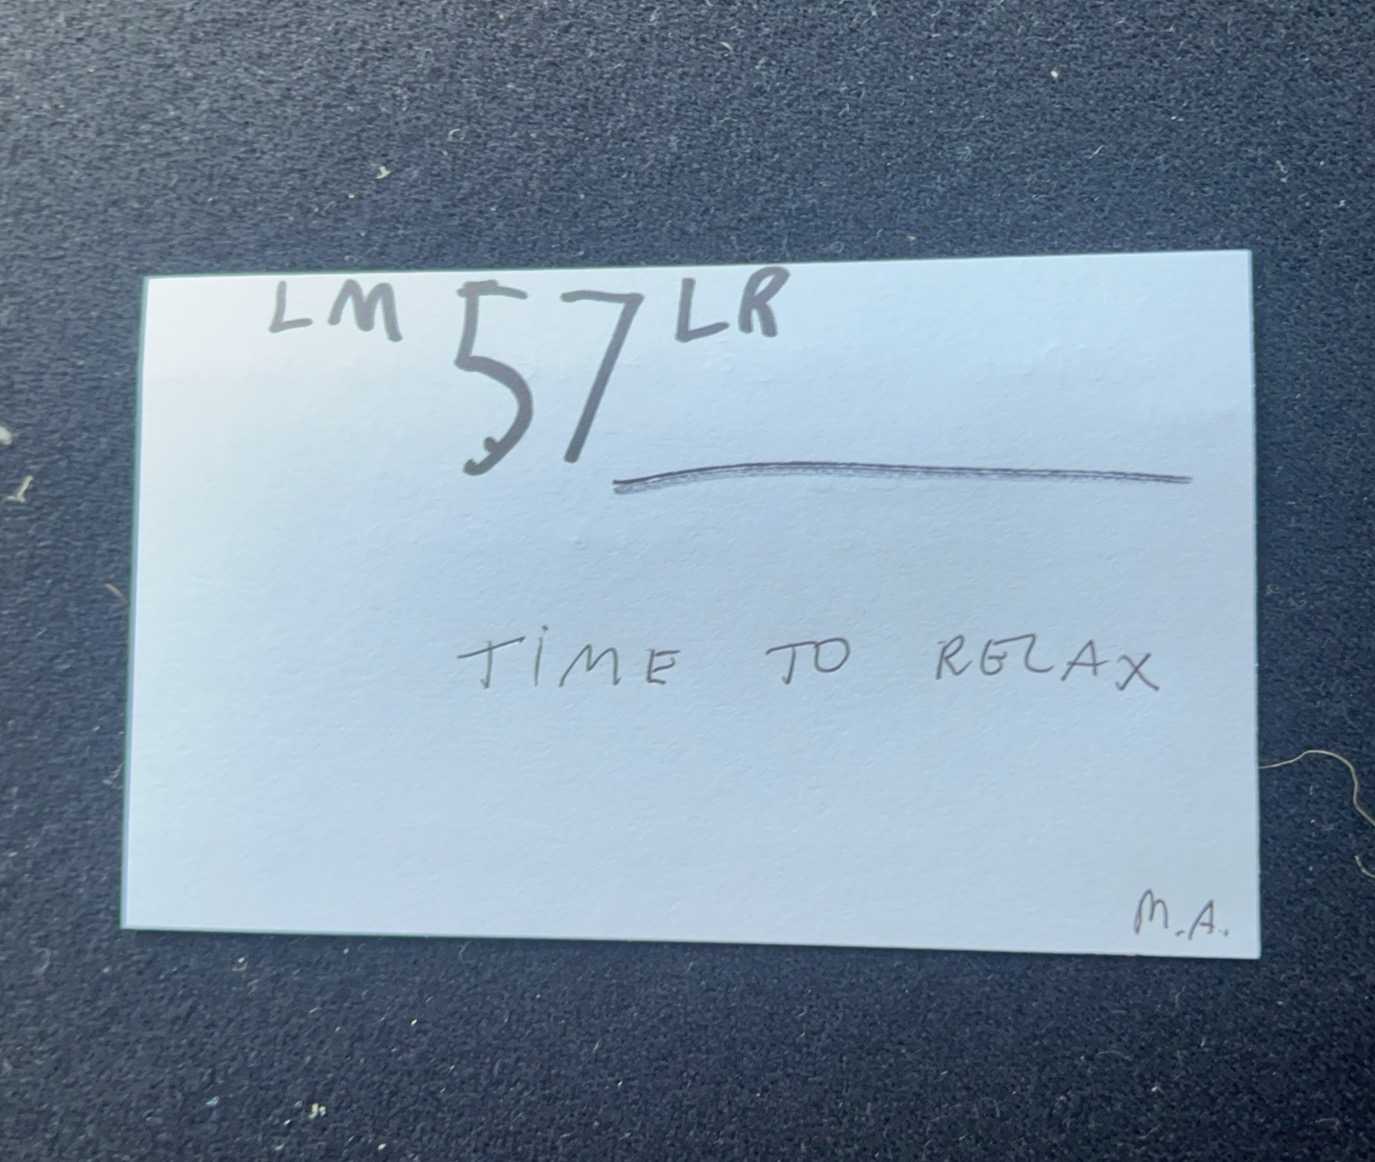 LM 57 LR
TIME TO RELAX
M.A.